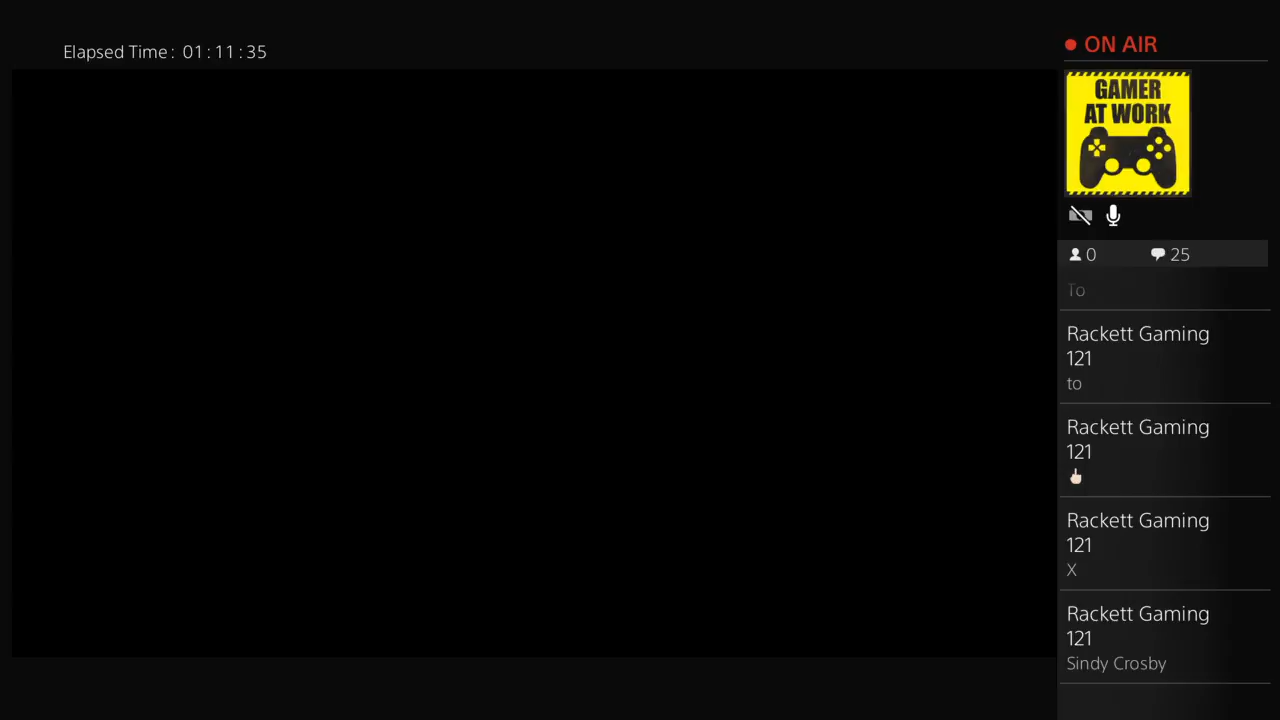 Elapsed Time: 01:11:35
ON AIR
GAMER
AT WORK
0 25
To
Rackett Gaming
121
to
Rackett Gaming
121
Rackett Gaming
121
X
Rackett Gaming
121
Sindy Crosby